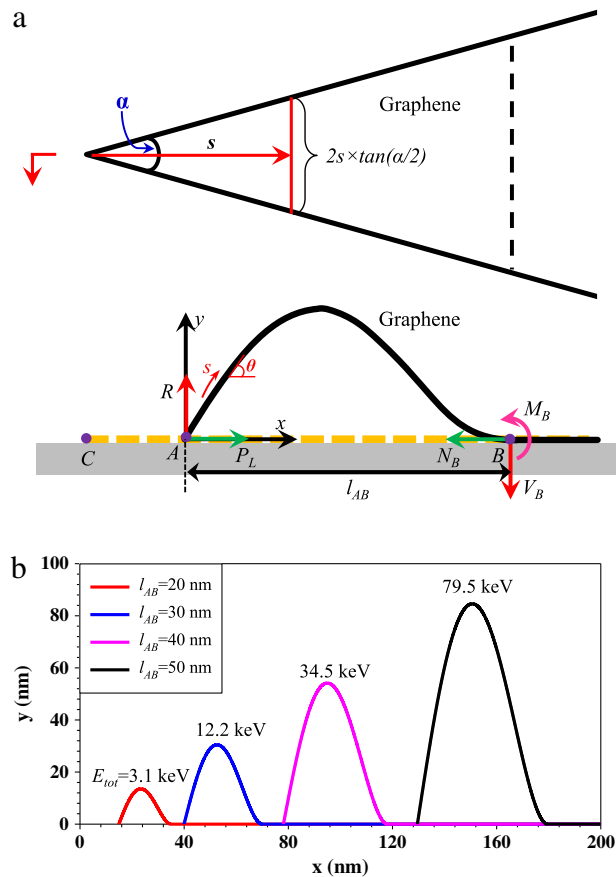 a
α
s
Graphene
2s×tan(α/2)
y
Graphene
R
s
θ
x
M_B
C
A
P_L
N_B
B
l_AB
V_B
b
100
80
60
40
20
0
y (nm)
l_AB=20 nm
l_AB=30 nm
l_AB=40 nm
l_AB=50 nm
79.5 keV
34.5 keV
12.2 keV
E_tot=3.1 keV
0 40 80 120 160 200
x (nm)